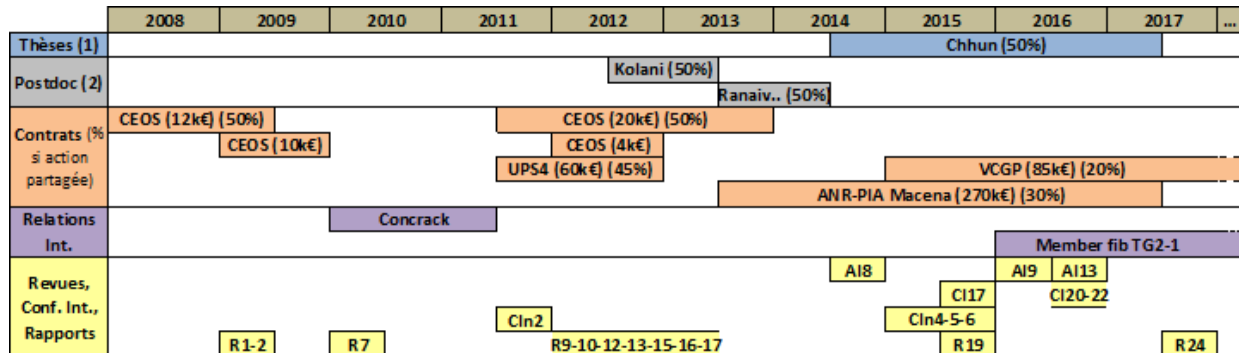 2008 2009 2010 2011 2012 2013 2014 2015 2016 2017 ...
Thèses (1) Chhun (50%)
Postdoc (2) Kolani (50%)
Ranaiv.. (50%)
Contrats (% si action partagée)
CEOS (12k€) (50%) CEOS (20k€) (50%)
CEOS (10k€) CEOS (4k€)
UPS4 (60k€) (45%) VCGP (85k€) (20%)
ANR-PIA Macena (270k€) (30%)
Relations Int.
Concrack
Member fib TG2-1
Revues, Conf. Int., Rapports
AI8 AI9 AI13
CI17 CI20-22
CIn2 CIn4-5-6
R1-2 R7 R9-10-12-13-15-16-17 R19 R24